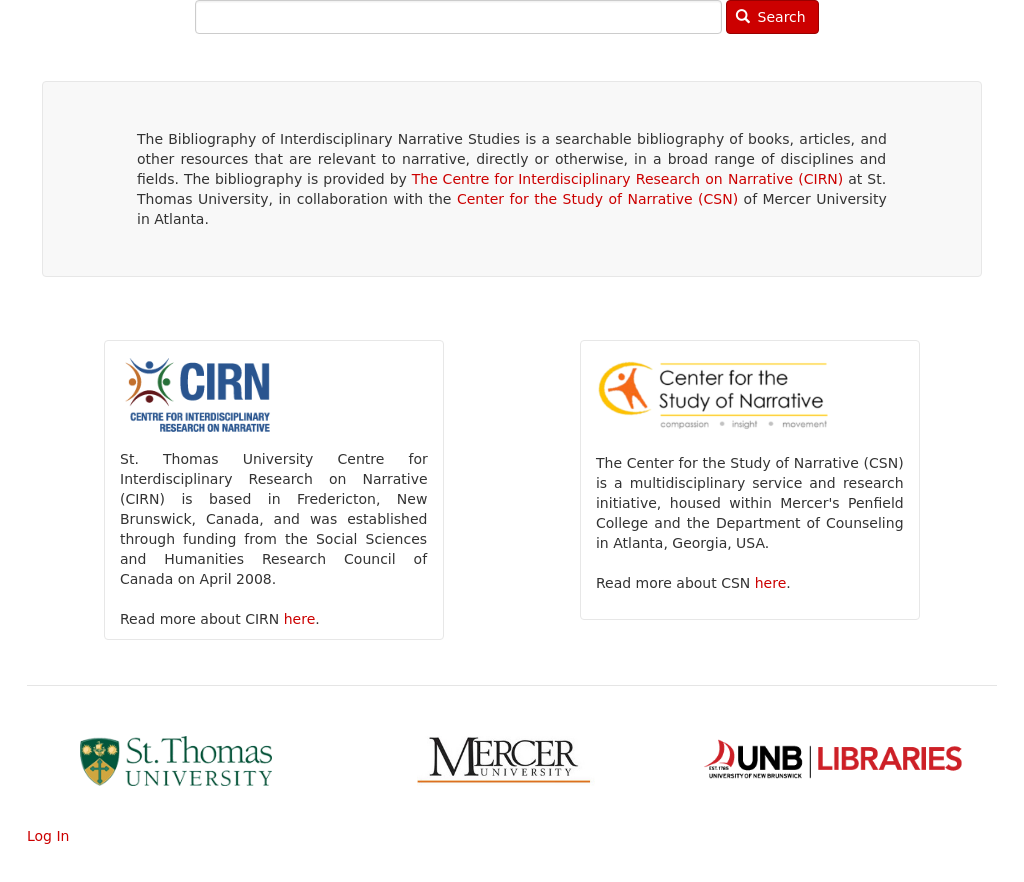 Search
The Bibliography of Interdisciplinary Narrative Studies is a searchable bibliography of books, articles, and
other resources that are relevant to narrative, directly or otherwise, in a broad range of disciplines and
fields. The bibliography is provided by The Centre for Interdisciplinary Research on Narrative (CIRN) at St.
Thomas University, in collaboration with the Center for the Study of Narrative (CSN) of Mercer University
in Atlanta.
CIRN
CENTRE FOR INTERDISCIPLINARY
RESEARCH ON NARRATIVE
St. Thomas University Centre for
Interdisciplinary Research on Narrative
(CIRN) is based in Fredericton, New
Brunswick, Canada, and was established
through funding from the Social Sciences
and Humanities Research Council of
Canada on April 2008.
Read more about CIRN here.
Center for the
Study of Narrative
compassion • insight • movement
The Center for the Study of Narrative (CSN)
is a multidisciplinary service and research
initiative, housed within Mercer's Penfield
College and the Department of Counseling
in Atlanta, Georgia, USA.
Read more about CSN here.
St. Thomas
UNIVERSITY
MERCER
UNIVERSITY
EST. 1785
UNB
UNIVERSITY OF NEW BRUNSWICK
LIBRARIES
Log In